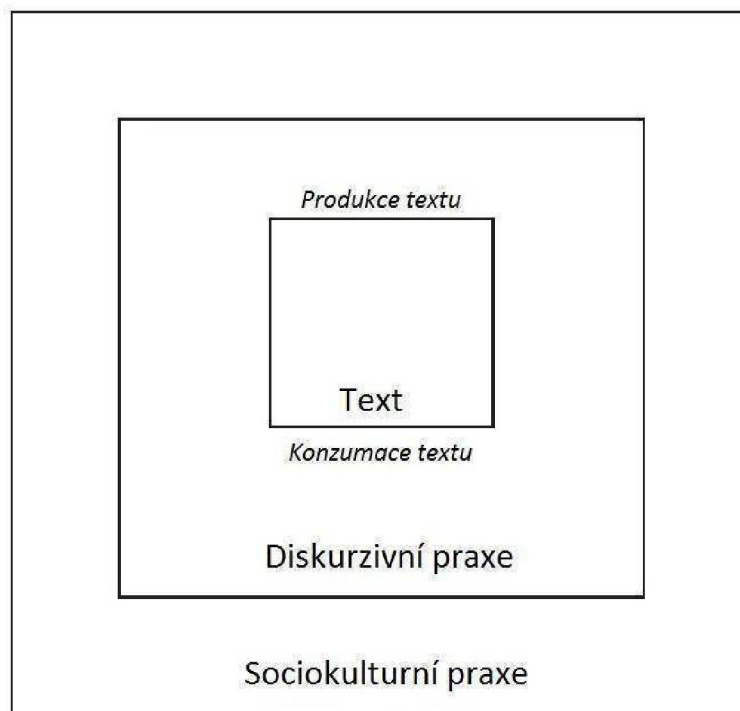 Produkce textu
Text
Konzumace textu
Diskurzivní praxe
Sociokulturní praxe